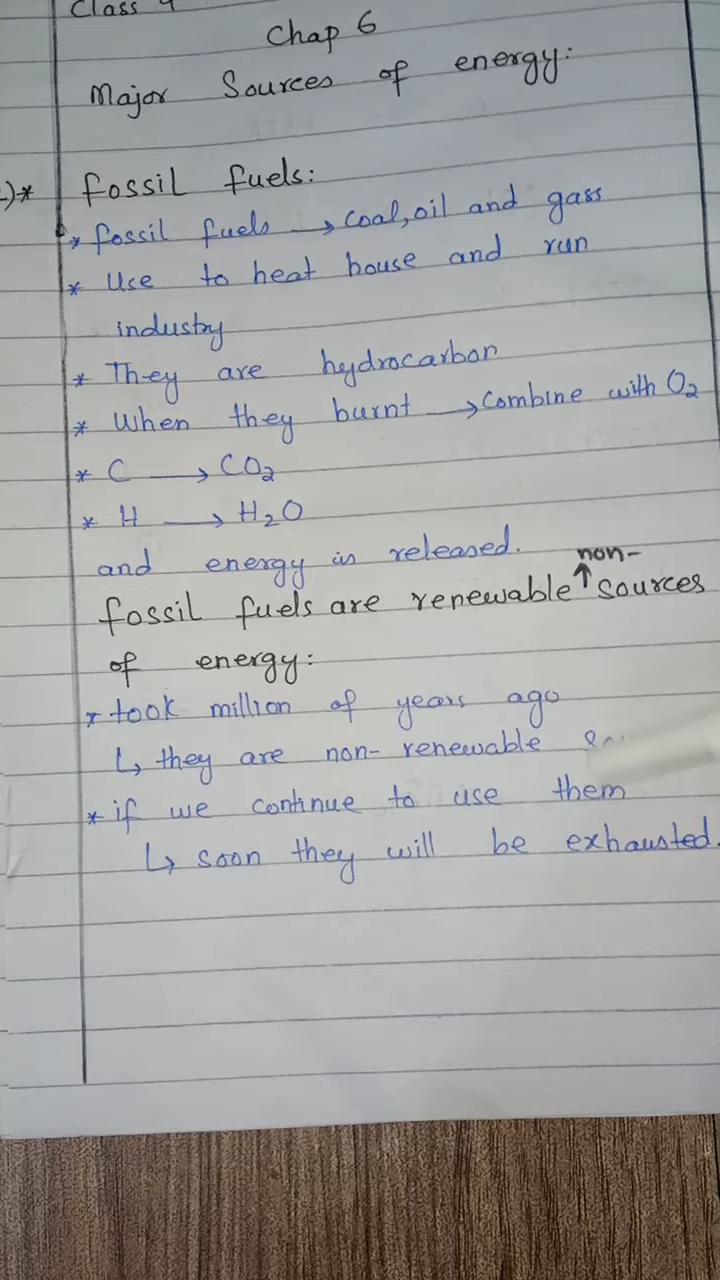 Class 9
Chap 6
Major Sources of energy:
)* fossil fuels:
* fossil fuels → coal, oil and gass
* Use to heat house and run
industry
* They are hydrocarbon
* When they burnt → Combine with O2
* C → CO2
* H → H2O
and energy is released.
non-
fossil fuels are renewable ↑ sources
of energy:
* took million of years ago
↳ they are non-renewable
* if we continue to use them
↳ soon they will be exhausted.